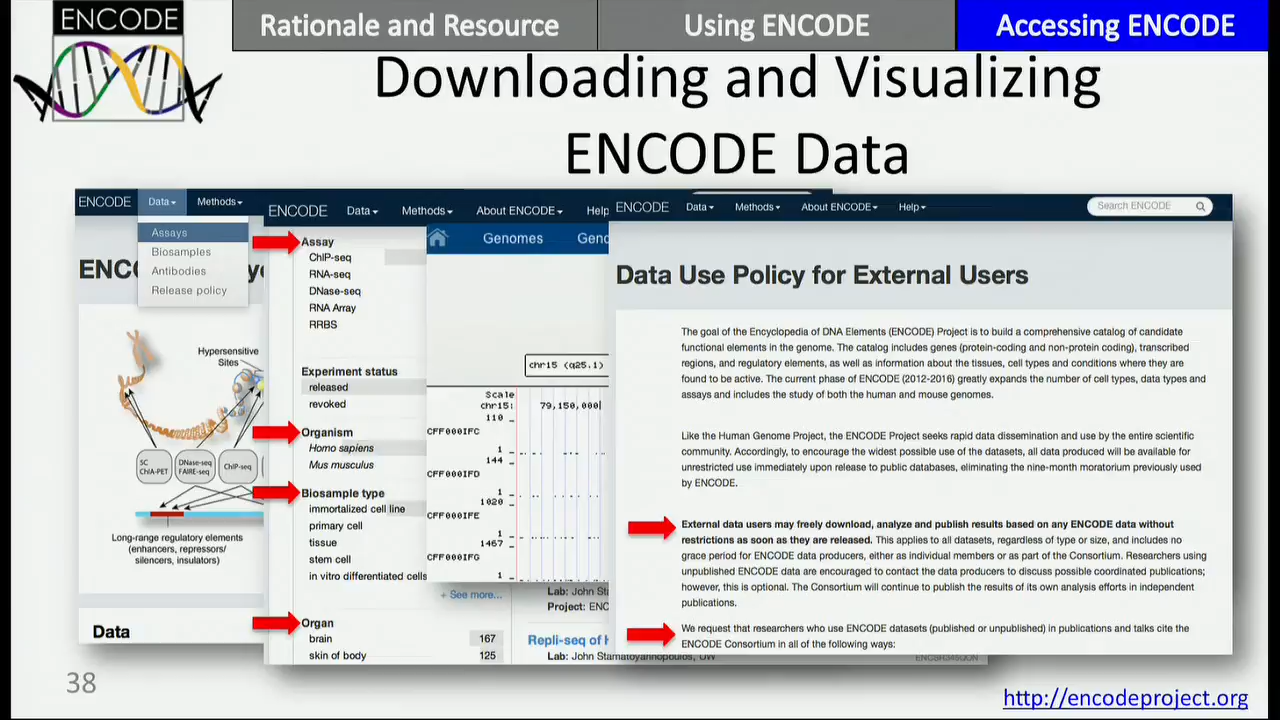 ENCODE
Rationale and Resource
Using ENCODE
Accessing ENCODE
Downloading and Visualizing
ENCODE Data
ENCODE Data Methods
Assays
Biosamples
Antibodies
Release policy
Hypersensitive
Sites
5C
ChIA-PET
DNase-seq
FAIRE-seq
ChIP-seq
Long-range regulatory elements
(enhancers, repressors/
silencers, insulators)
Data
ENCODE Data Methods About ENCODE Help
Assay
ChIP-seq
RNA-seq
DNase-seq
RNA Array
RRBS
Experiment status
released
revoked
Organism
Homo sapiens
Mus musculus
Biosample type
immortalized cell line
primary cell
tissue
stem cell
in vitro differentiated cells
Organ
brain 167
skin of body 125
Genomes
chr15 (q25.1)
Scale
chr15: 79,150,000|
110
CFF000IFC
1
144
CFF000IFD
1
1020
CFF000IFE
1
1467
CFF000IFG
1
+ See more...
Project: ENC
Repli-seq of
Lab: John Stamatoyannopoulos, UW
ENCODE Data Methods About ENCODE Help Search ENCODE
Data Use Policy for External Users
The goal of the Encyclopedia of DNA Elements (ENCODE) Project is to build a comprehensive catalog of candidate
functional elements in the genome. The catalog includes genes (protein-coding and non-protein coding), transcribed
regions, and regulatory elements, as well as information about the tissues, cell types and conditions where they are
found to be active. The current phase of ENCODE (2012-2016) greatly expands the number of cell types, data types and
assays and includes the study of both the human and mouse genomes.
Like the Human Genome Project, the ENCODE Project seeks rapid data dissemination and use by the entire scientific
community. Accordingly, to encourage the widest possible use of the datasets, all data produced will be available for
unrestricted use immediately upon release to public databases, eliminating the nine-month moratorium previously used
by ENCODE.
External data users may freely download, analyze and publish results based on any ENCODE data without
restrictions as soon as they are released. This applies to all datasets, regardless of type or size, and includes no
grace period for ENCODE data producers, either as individual members or as part of the Consortium. Researchers using
unpublished ENCODE data are encouraged to contact the data producers to discuss possible coordinated publications;
however, this is optional. The Consortium will continue to publish the results of its own analysis efforts in independent
publications.
We request that researchers who use ENCODE datasets (published or unpublished) in publications and talks cite the
ENCODE Consortium in all of the following ways:
38
http://encodeproject.org